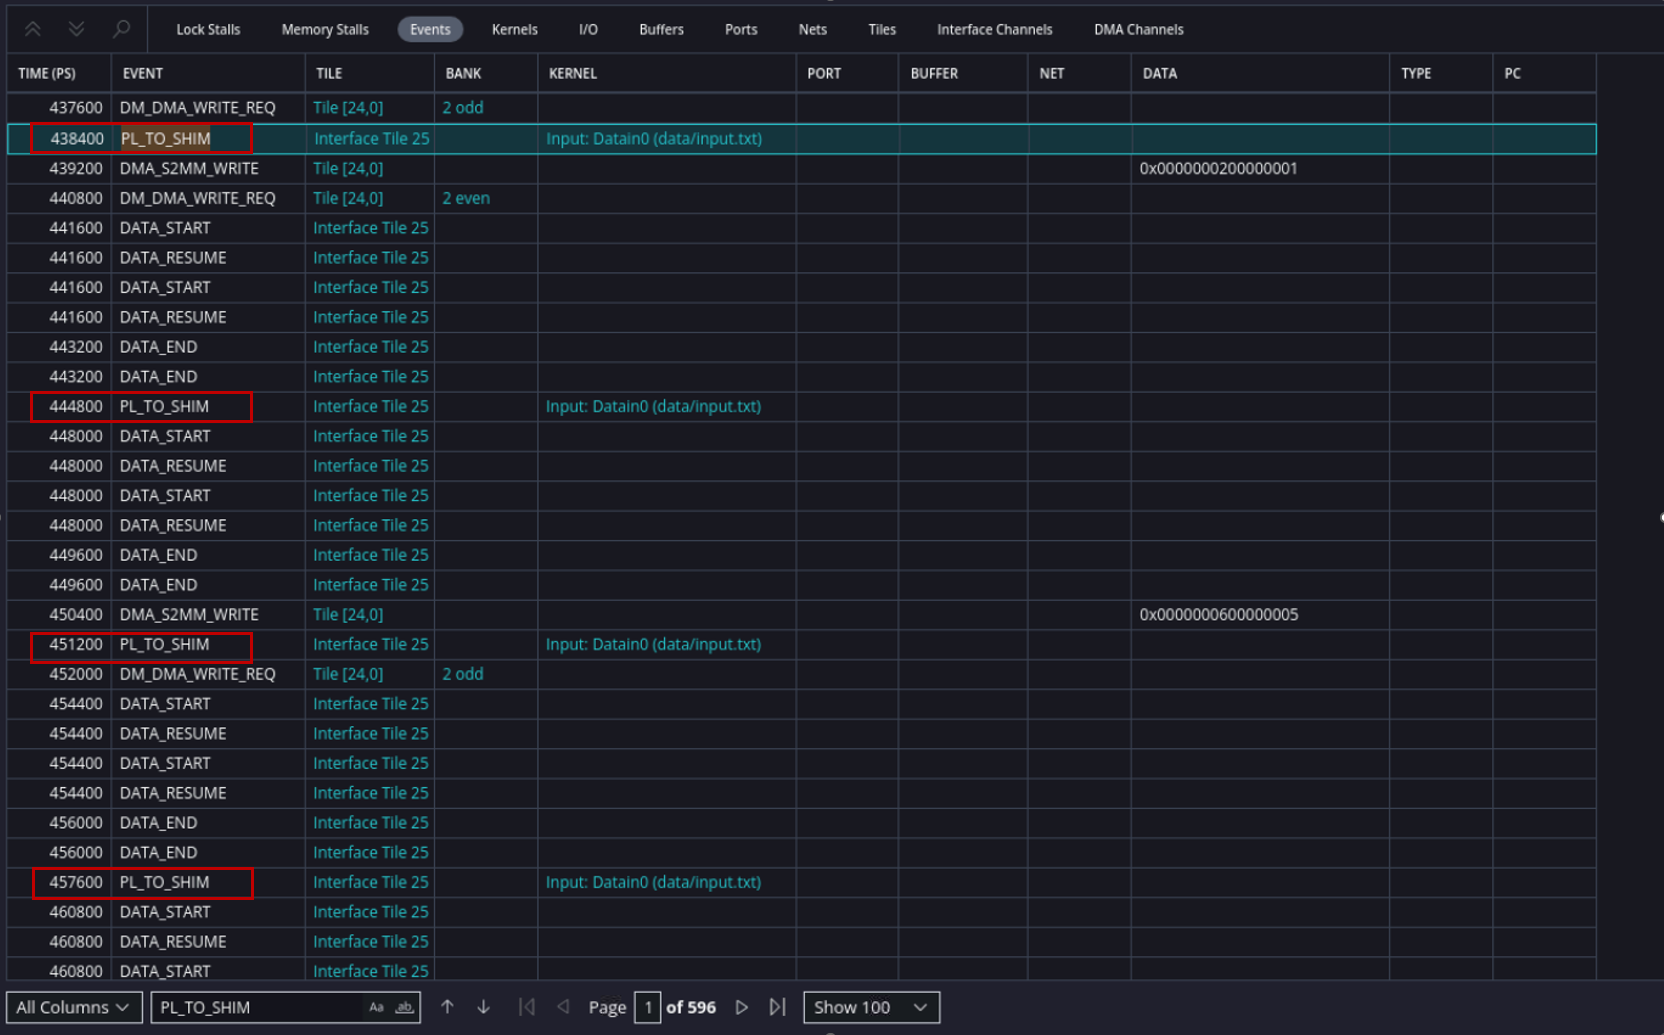 Lock Stalls Memory Stalls Events Kernels I/O Buffers Ports Nets Tiles Interface Channels DMA Channels
TIME (PS) EVENT TILE BANK KERNEL PORT BUFFER NET DATA TYPE PC
437600 DM_DMA_WRITE_REQ Tile [24,0] 2 odd
438400 PL_TO_SHIM Interface Tile 25 Input: Datain0 (data/input.txt)
439200 DMA_S2MM_WRITE Tile [24,0] 0x0000000200000001
440800 DM_DMA_WRITE_REQ Tile [24,0] 2 even
441600 DATA_START Interface Tile 25
441600 DATA_RESUME Interface Tile 25
441600 DATA_START Interface Tile 25
441600 DATA_RESUME Interface Tile 25
443200 DATA_END Interface Tile 25
443200 DATA_END Interface Tile 25
444800 PL_TO_SHIM Interface Tile 25 Input: Datain0 (data/input.txt)
448000 DATA_START Interface Tile 25
448000 DATA_RESUME Interface Tile 25
448000 DATA_START Interface Tile 25
448000 DATA_RESUME Interface Tile 25
449600 DATA_END Interface Tile 25
449600 DATA_END Interface Tile 25
450400 DMA_S2MM_WRITE Tile [24,0] 0x0000000600000005
451200 PL_TO_SHIM Interface Tile 25 Input: Datain0 (data/input.txt)
452000 DM_DMA_WRITE_REQ Tile [24,0] 2 odd
454400 DATA_START Interface Tile 25
454400 DATA_RESUME Interface Tile 25
454400 DATA_START Interface Tile 25
454400 DATA_RESUME Interface Tile 25
456000 DATA_END Interface Tile 25
456000 DATA_END Interface Tile 25
457600 PL_TO_SHIM Interface Tile 25 Input: Datain0 (data/input.txt)
460800 DATA_START Interface Tile 25
460800 DATA_RESUME Interface Tile 25
460800 DATA_START Interface Tile 25
All Columns PL_TO_SHIM Aa ab. Page 1 of 596 Show 100